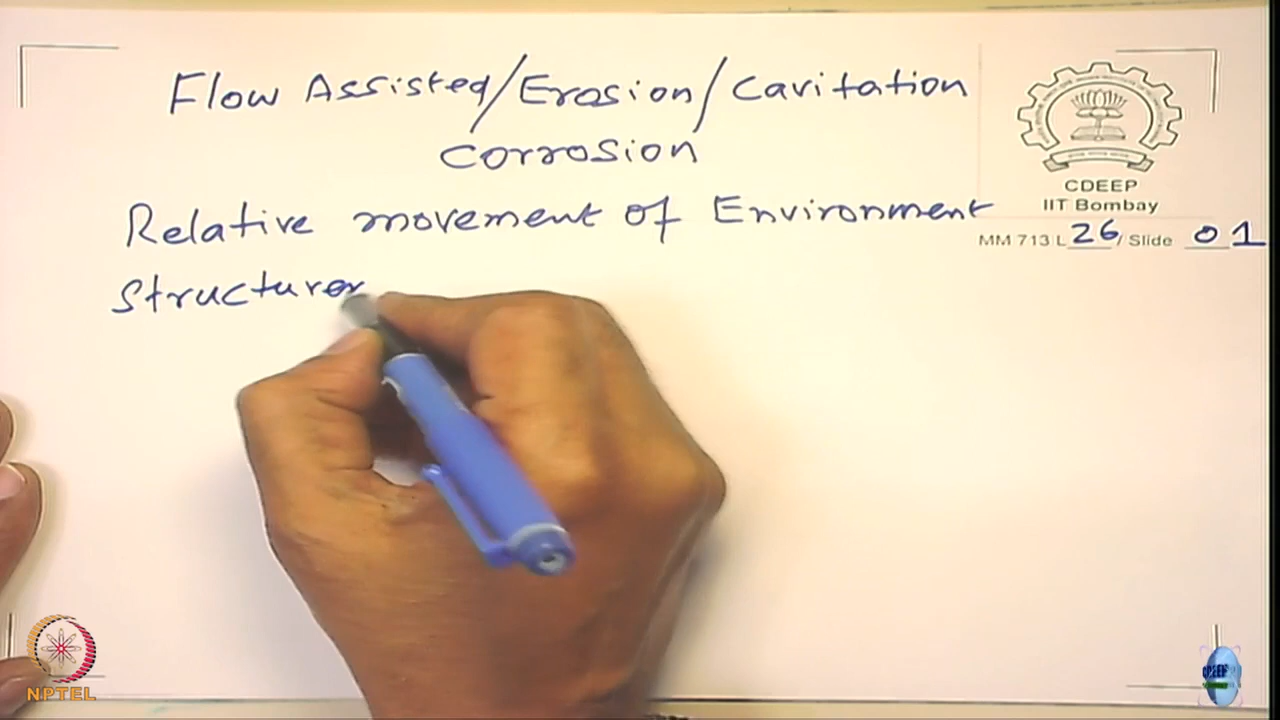 Flow Assisted/Erosion/Cavitation
Corrosion
Relative movement of Environment
Structure
CDEEP
IIT Bombay
MM 713 L 26 / Slide 01
NPTEL
CDEEP